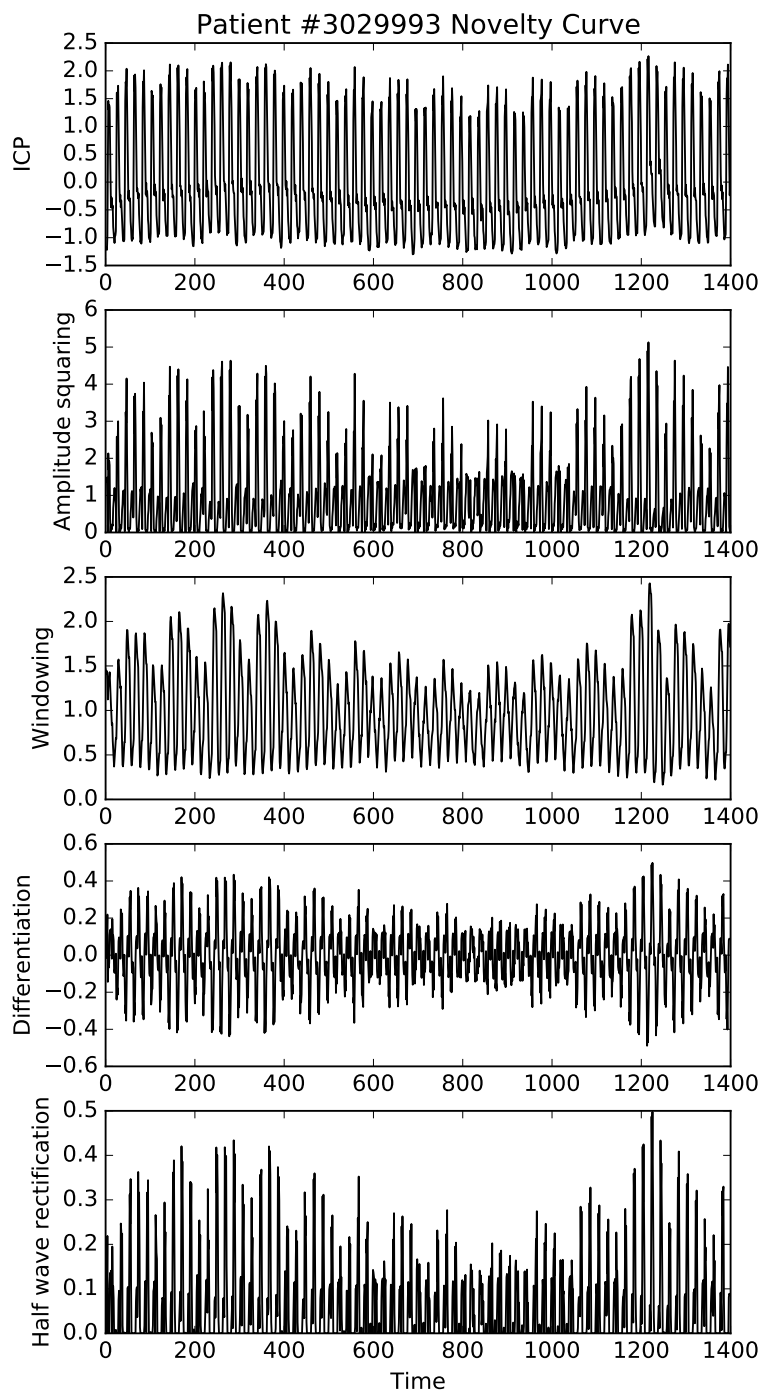 Patient #3029993 Novelty Curve
2.5
2.0
1.5
1.0
0.5
0.0
−0.5
−1.0
−1.5
ICP
0 200 400 600 800 1000 1200 1400
6
5
4
3
2
1
0
Amplitude squaring
0 200 400 600 800 1000 1200 1400
2.5
2.0
1.5
1.0
0.5
0.0
Windowing
0 200 400 600 800 1000 1200 1400
0.6
0.4
0.2
0.0
−0.2
−0.4
−0.6
Differentiation
0 200 400 600 800 1000 1200 1400
0.5
0.4
0.3
0.2
0.1
0.0
Half wave rectification
0 200 400 600 800 1000 1200 1400
Time